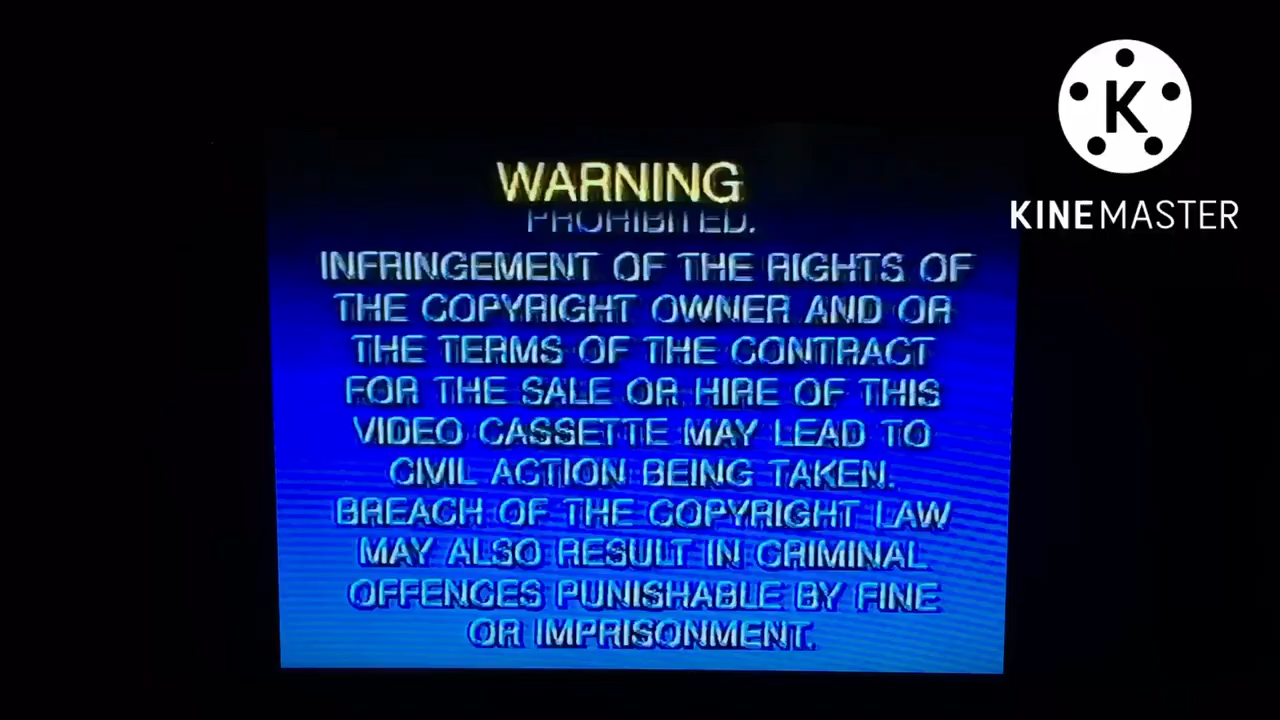 WARNING
PROHIBITED.
INFRINGEMENT OF THE RIGHTS OF
THE COPYRIGHT OWNER AND OR
THE TERMS OF THE CONTRACT
FOR THE SALE OR HIRE OF THIS
VIDEO CASSETTE MAY LEAD TO
CIVIL ACTION BEING TAKEN.
BREACH OF THE COPYRIGHT LAW
MAY ALSO RESULT IN CRIMINAL
OFFENCES PUNISHABLE BY FINE
OR IMPRISONMENT.
K
KINEMASTER